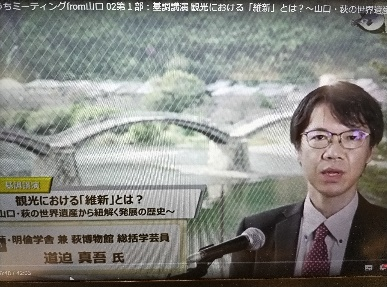 うちミーティングfrom山口 02第１部：基調講演 観光における「維新」とは？～山口・萩の世界遺産
基調講演
観光における「維新」とは？
山口・萩の世界遺産から紐解く発展の歴史～
・明倫学舎 兼 萩博物館 総括学芸員
道迫 真吾 氏